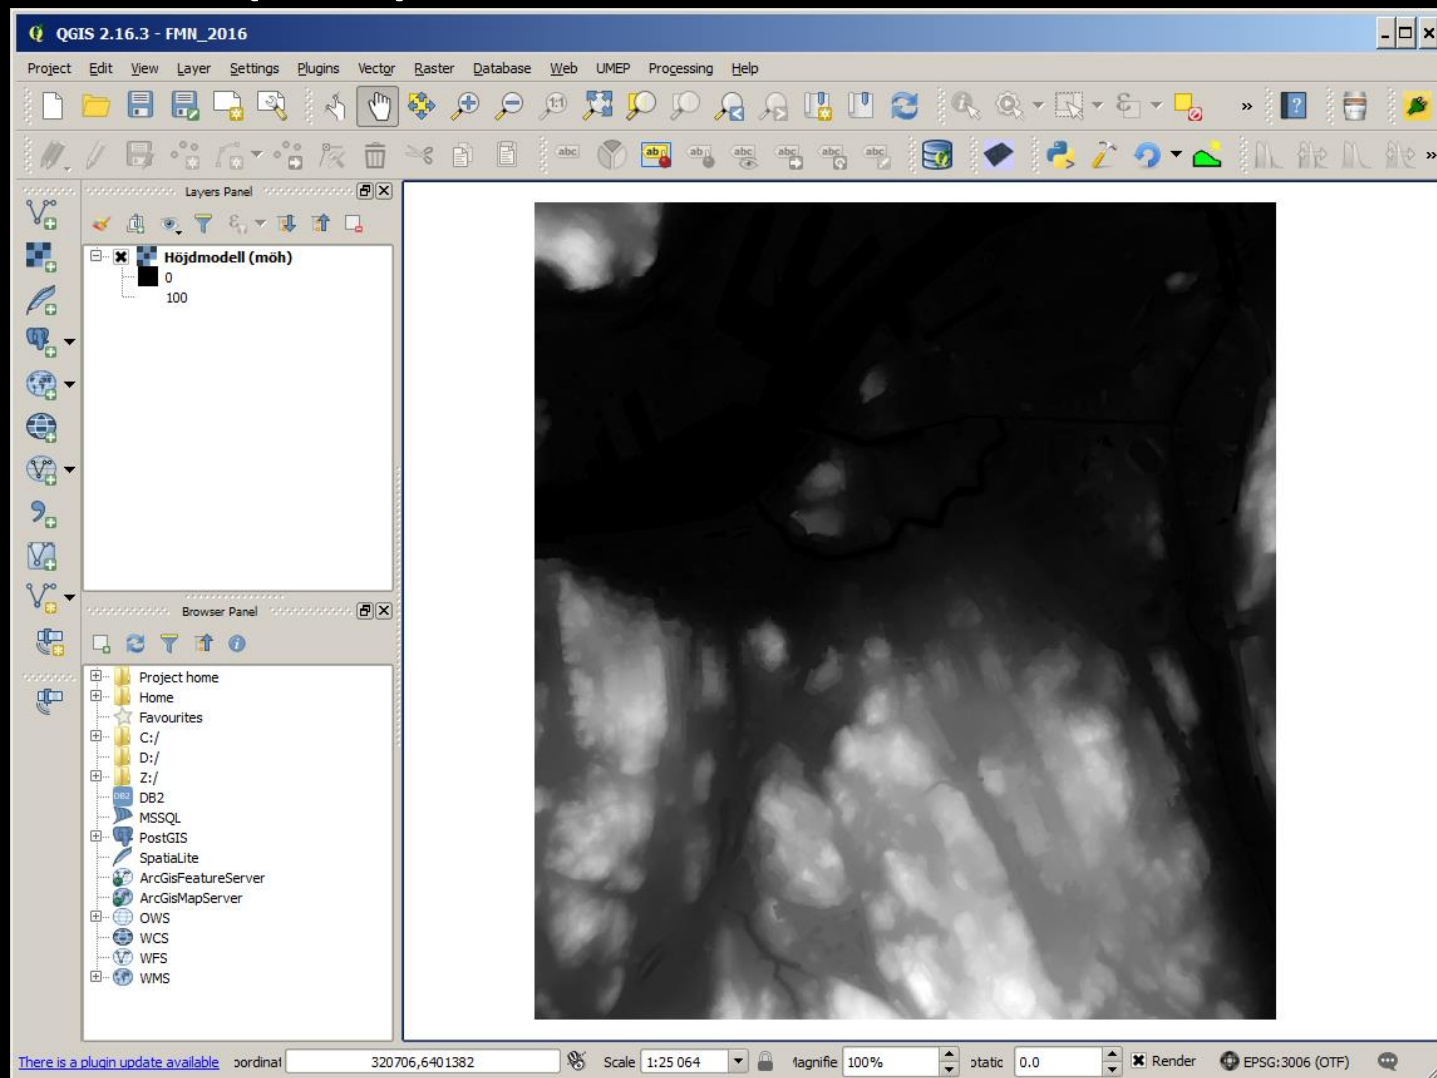 QGIS 2.16.3 - FMN_2016
Project Edit View Layer Settings Plugins Vector Raster Database Web UMEP Processing Help
Layers Panel
Höjdmodell (möh)
0
100
Browser Panel
Project home
Home
Favourites
C:/
D:/
Z:/
DB2
MSSQL
PostGIS
SpatiaLite
ArcGisFeatureServer
ArcGisMapServer
OWS
WCS
WFS
WMS
There is a plugin update available oordinat 320706,6401382 Scale 1:25 064 Magnifie 100% otatic 0.0 Render EPSG:3006 (OTF)